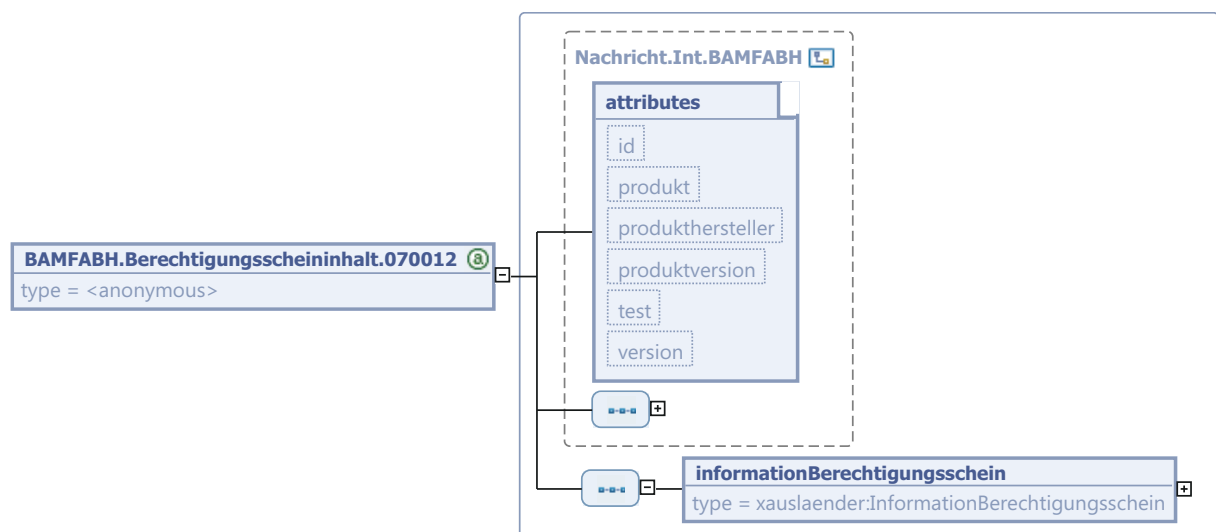 Nachricht.Int.BAMFABH
attributes
id
produkt
produkthersteller
produktversion
test
version
BAMFABH.Berechtigungsscheininhalt.070012 a
type = <anonymous>
informationBerechtigungsschein
type = xauslaender:InformationBerechtigungsschein